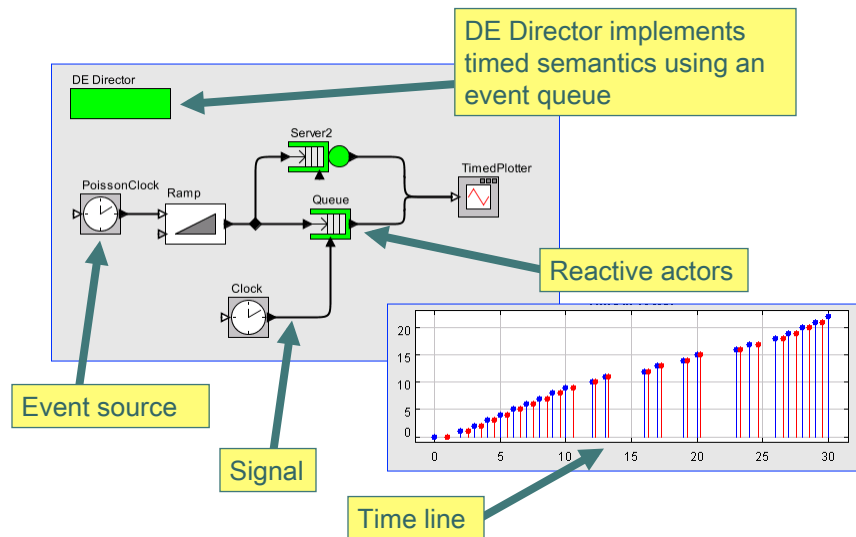 DE Director implements
timed semantics using an
event queue
DE Director
Server2
TimedPlotter
PoissonClock
Ramp
Queue
Reactive actors
Clock
Event source
Signal
20
15
10
5
0
0 5 10 15 20 25 30
Time line